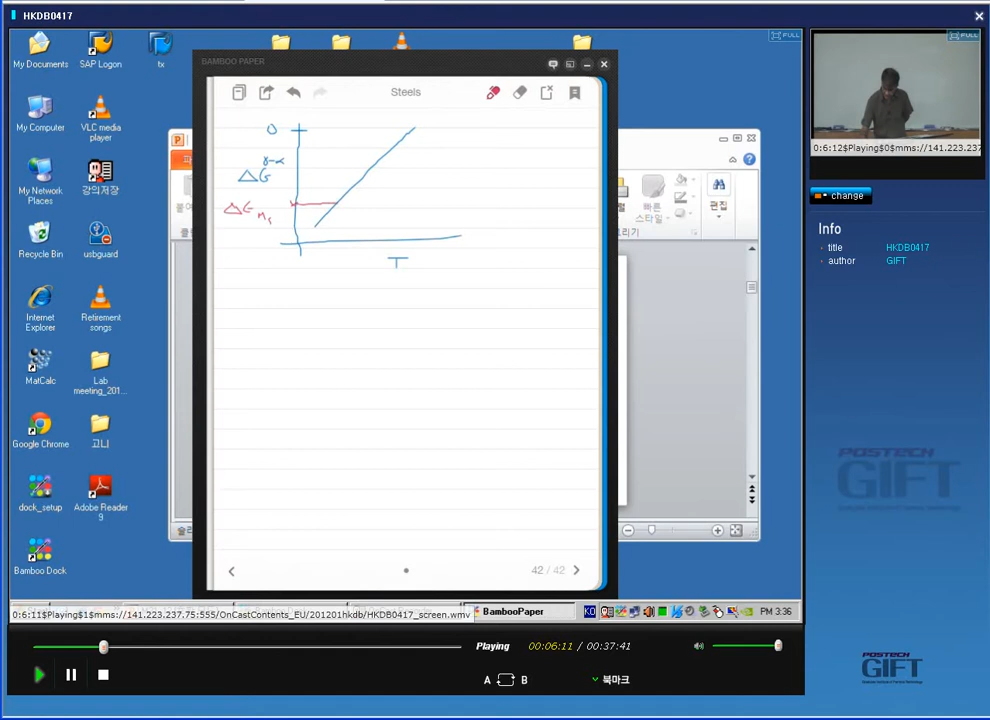 HKDB0417
FULL
FULL
My Documents
SAP Logon
tx
BAMBOO PAPER
Steels
My Computer
VLC media
player
0
γ-α
ΔG
ΔG
Ms
T
0:6:12$Playing$0$mms://141.223.237
change
My Network
Places
강의저장
빠른
스타일
편집
Info
title
HKDB0417
author
GIFT
Recycle Bin
usbguard
Internet
Explorer
Retirement
songs
MatCalc
Lab
meeting_201...
Google Chrome
고니
POSTECH
GIFT
dock_setup
Adobe Reader
9
Bamboo Dock
42 / 42
0:6:11$Playing$1$mms://141.223.237.75:555/OnCastContents_EU/201201hkdb/HKDB0417_screen.wmv
BambooPaper
KO
PM 3:36
Playing
00:06:11 / 00:37:41
A
B
북마크
POSTECH
GIFT